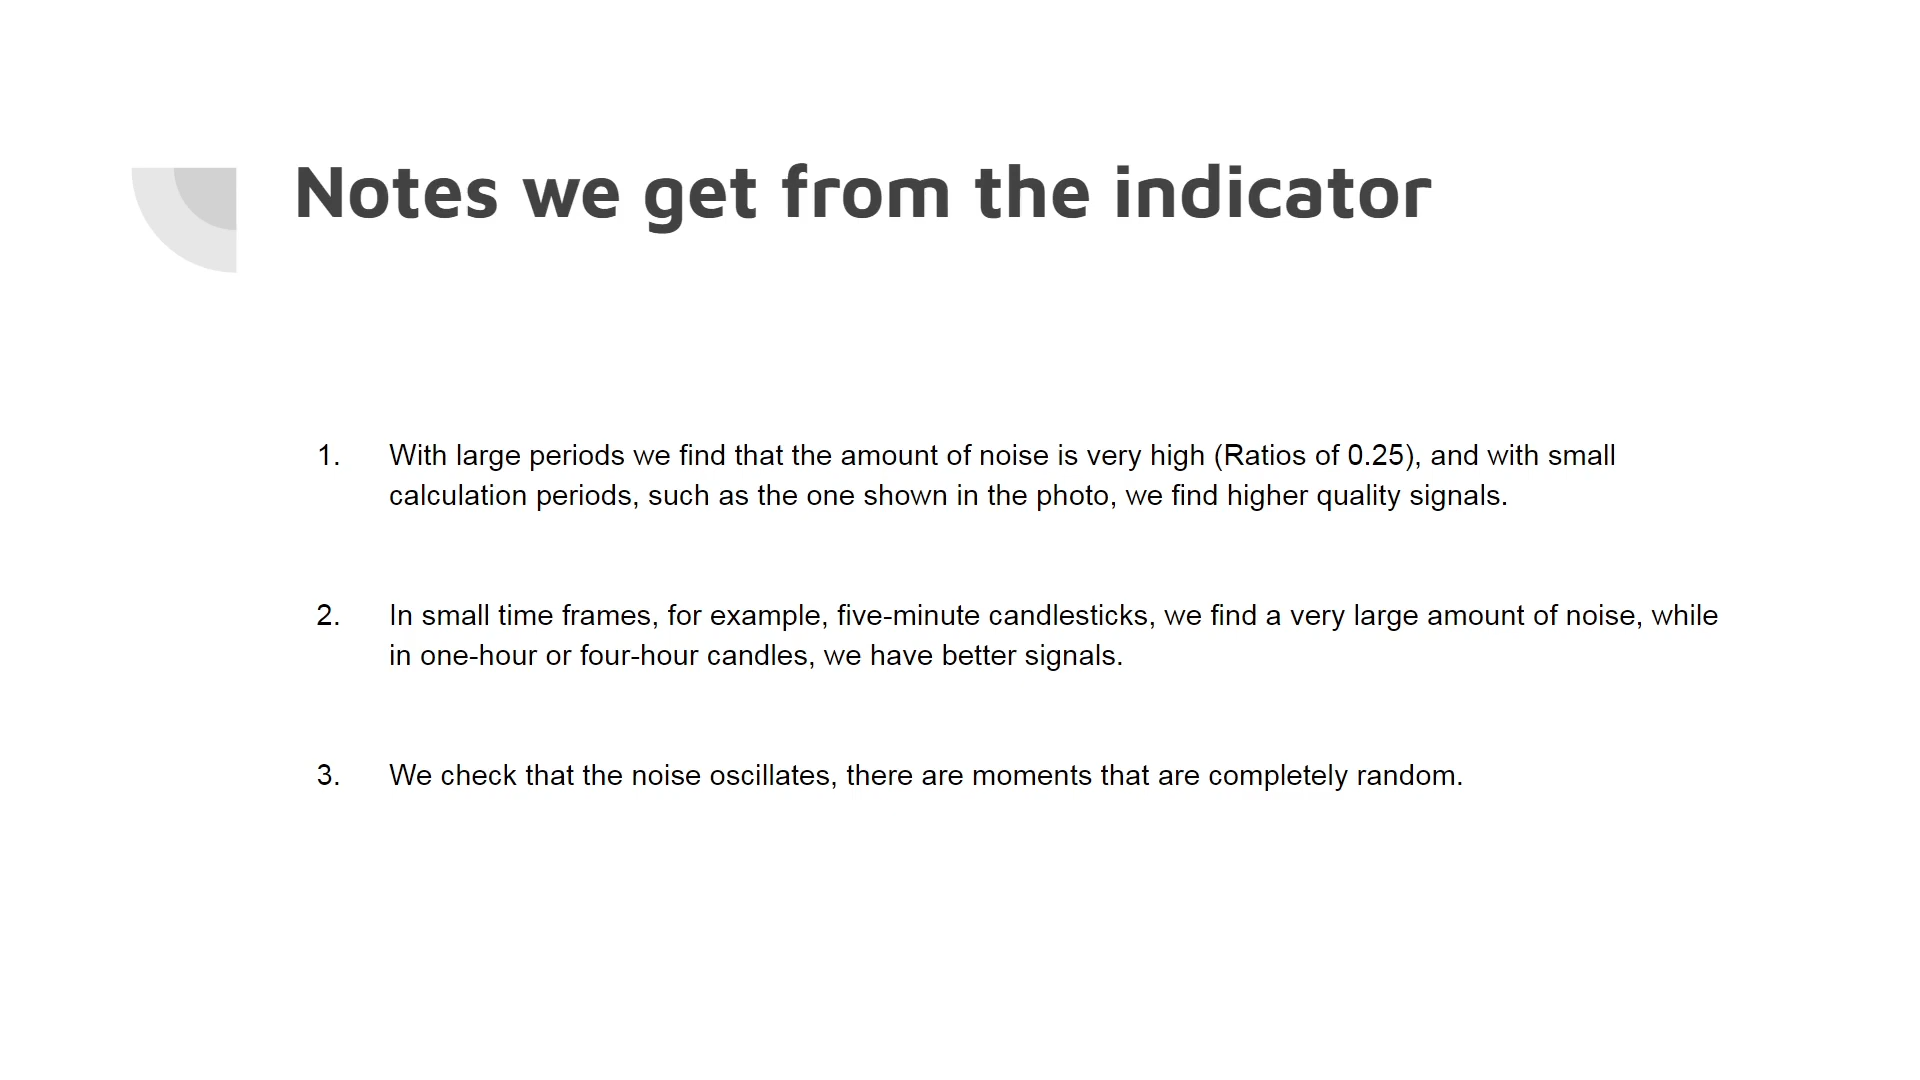 Notes we get from the indicator
1. With large periods we find that the amount of noise is very high (Ratios of 0.25), and with small
calculation periods, such as the one shown in the photo, we find higher quality signals.
2. In small time frames, for example, five-minute candlesticks, we find a very large amount of noise, while
in one-hour or four-hour candles, we have better signals.
3. We check that the noise oscillates, there are moments that are completely random.